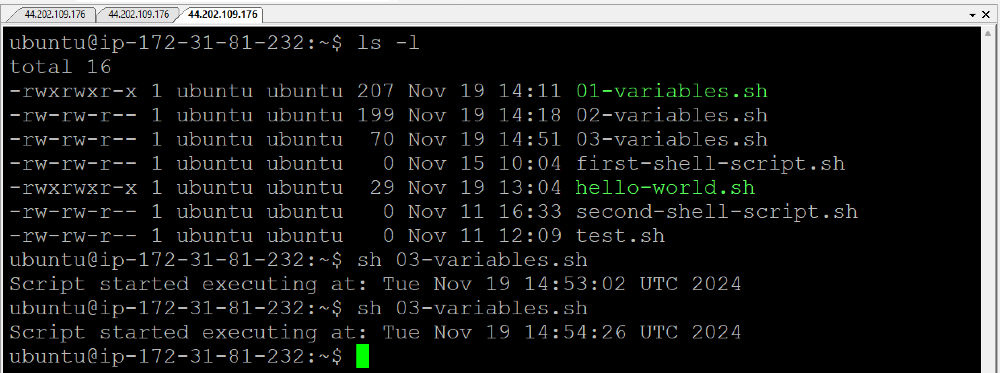 44.202.109.176 44.202.109.176 44.202.109.176
ubuntu@ip-172-31-81-232:~$ ls -l
total 16
-rwxrwxr-x 1 ubuntu ubuntu 207 Nov 19 14:11 01-variables.sh
-rw-rw-r-- 1 ubuntu ubuntu 199 Nov 19 14:18 02-variables.sh
-rw-rw-r-- 1 ubuntu ubuntu  70 Nov 19 14:51 03-variables.sh
-rw-rw-r-- 1 ubuntu ubuntu   0 Nov 15 10:04 first-shell-script.sh
-rwxrwxr-x 1 ubuntu ubuntu  29 Nov 19 13:04 hello-world.sh
-rw-rw-r-- 1 ubuntu ubuntu   0 Nov 11 16:33 second-shell-script.sh
-rw-rw-r-- 1 ubuntu ubuntu   0 Nov 11 12:09 test.sh
ubuntu@ip-172-31-81-232:~$ sh 03-variables.sh
Script started executing at: Tue Nov 19 14:53:02 UTC 2024
ubuntu@ip-172-31-81-232:~$ sh 03-variables.sh
Script started executing at: Tue Nov 19 14:54:26 UTC 2024
ubuntu@ip-172-31-81-232:~$